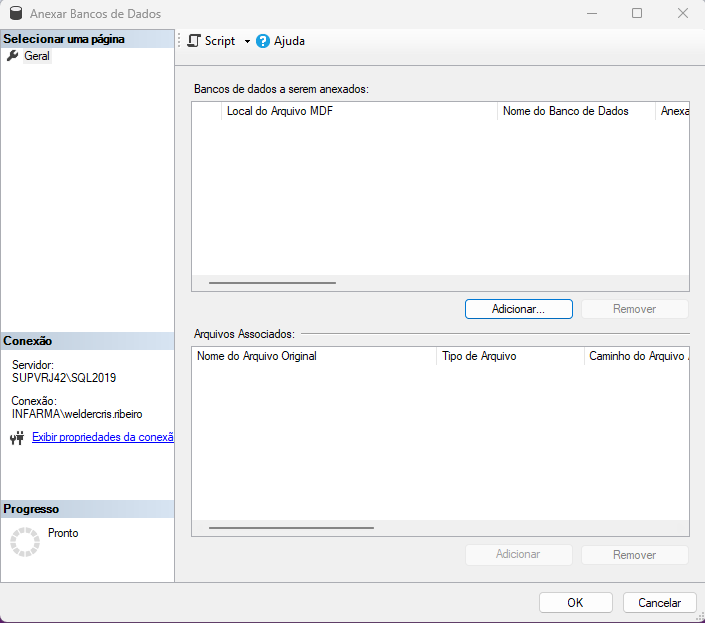 Anexar Bancos de Dados
Selecionar uma página
Geral
Script
Ajuda
Bancos de dados a serem anexados:
Local do Arquivo MDF
Nome do Banco de Dados
Anexa
Adicionar...
Remover
Arquivos Associados:
Nome do Arquivo Original
Tipo de Arquivo
Caminho do Arquivo
Conexão
Servidor:
SUPVRJ42\SQL2019
Conexão:
INFARMA\weldercris.ribeiro
Exibir propriedades da conexã
Progresso
Pronto
Adicionar
Remover
OK
Cancelar